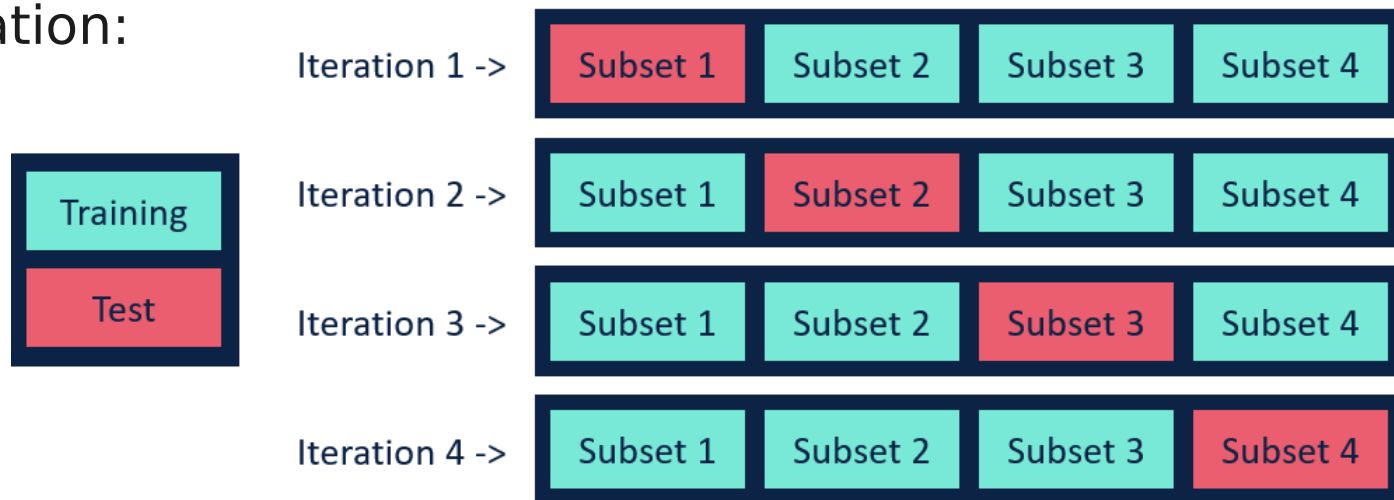 ation:
Iteration 1 -> Subset 1 Subset 2 Subset 3 Subset 4
Iteration 2 -> Subset 1 Subset 2 Subset 3 Subset 4
Training
Test
Iteration 3 -> Subset 1 Subset 2 Subset 3 Subset 4
Iteration 4 -> Subset 1 Subset 2 Subset 3 Subset 4